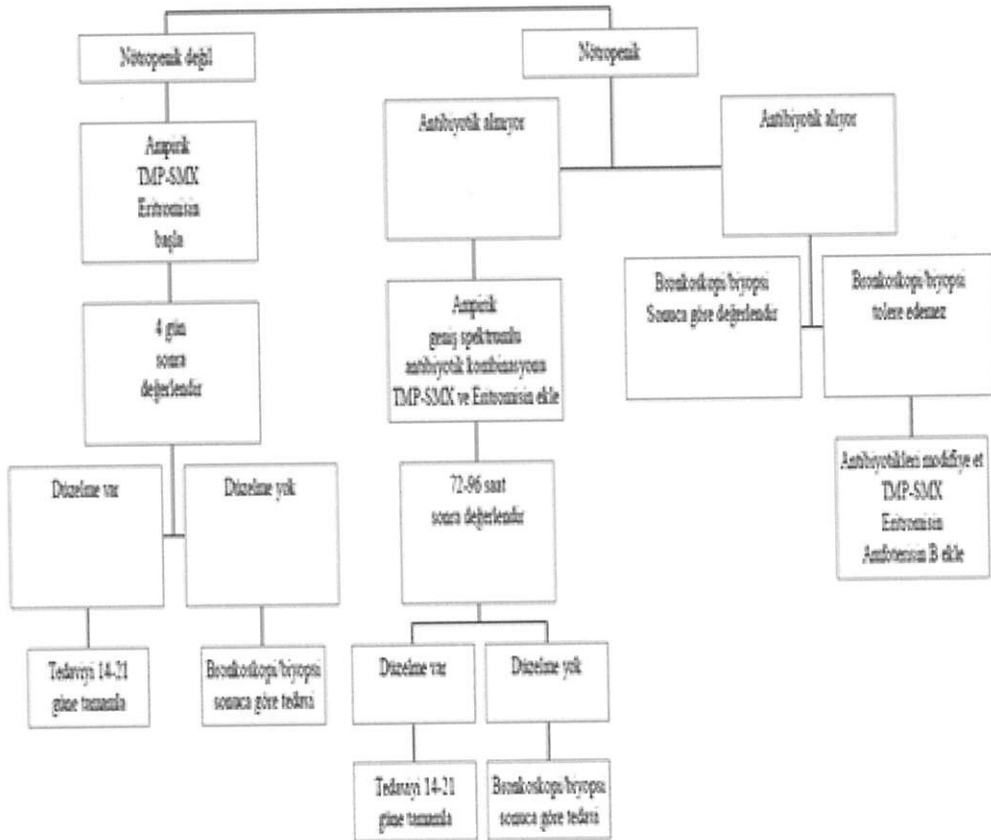 Nötropenik değil
Nötropenik
Ampirik
TMP-SMX
Eritromisin
başla
4 gün
sonra
değerlendir
Düzelme var
Düzelme yok
Tedaviyi 14-21
güne tamamla
Bronkoskopi/biyopsi
sonuca göre tedavi
Antibiyotik almıyor
Ampirik
geniş spektrumlu
antibiyotik kombinasyonu
TMP-SMX ve Eritromisin ekle
72-96 saat
sonra değerlendir
Düzelme var
Düzelme yok
Tedaviyi 14-21
güne tamamla
Bronkoskopi/biyopsi
sonuca göre tedavi
Antibiyotik alıyor
Bronkoskopi/biyopsi
Sonuca göre değerlendir
Bronkoskopi/biyopsi
tolere edemez
Antibiyotikleri modifiye et
TMP-SMX
Eritromisin
Amfoterisin B ekle